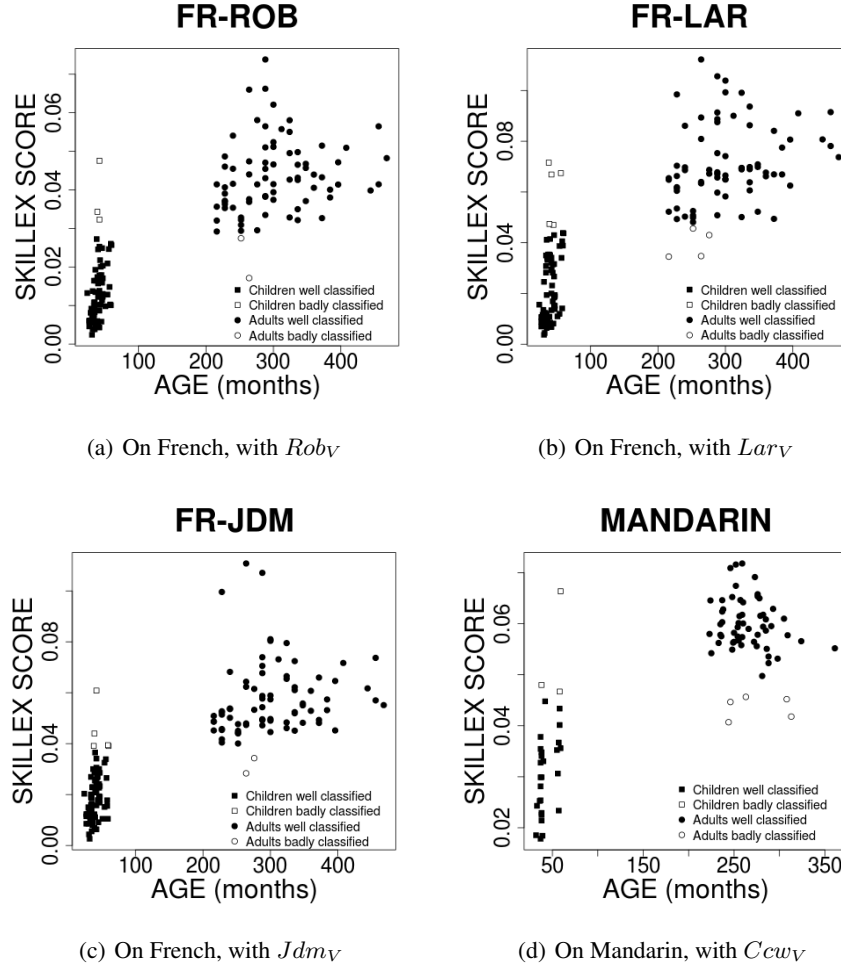 FR-ROB
SKILLEX SCORE
0.00 0.02 0.04 0.06
Children well classified
Children badly classified
Adults well classified
Adults badly classified
100 200 300 400
AGE (months)
(a) On French, with RobV
FR-LAR
SKILLEX SCORE
0.00 0.04 0.08
Children well classified
Children badly classified
Adults well classified
Adults badly classified
100 200 300 400
AGE (months)
(b) On French, with LarV
FR-JDM
SKILLEX SCORE
0.00 0.04 0.08
Children well classified
Children badly classified
Adults well classified
Adults badly classified
100 200 300 400
AGE (months)
(c) On French, with JdmV
MANDARIN
SKILLEX SCORE
0.02 0.04 0.06
Children well classified
Children badly classified
Adults well classified
Adults badly classified
50 150 250 350
AGE (months)
(d) On Mandarin, with CcwV